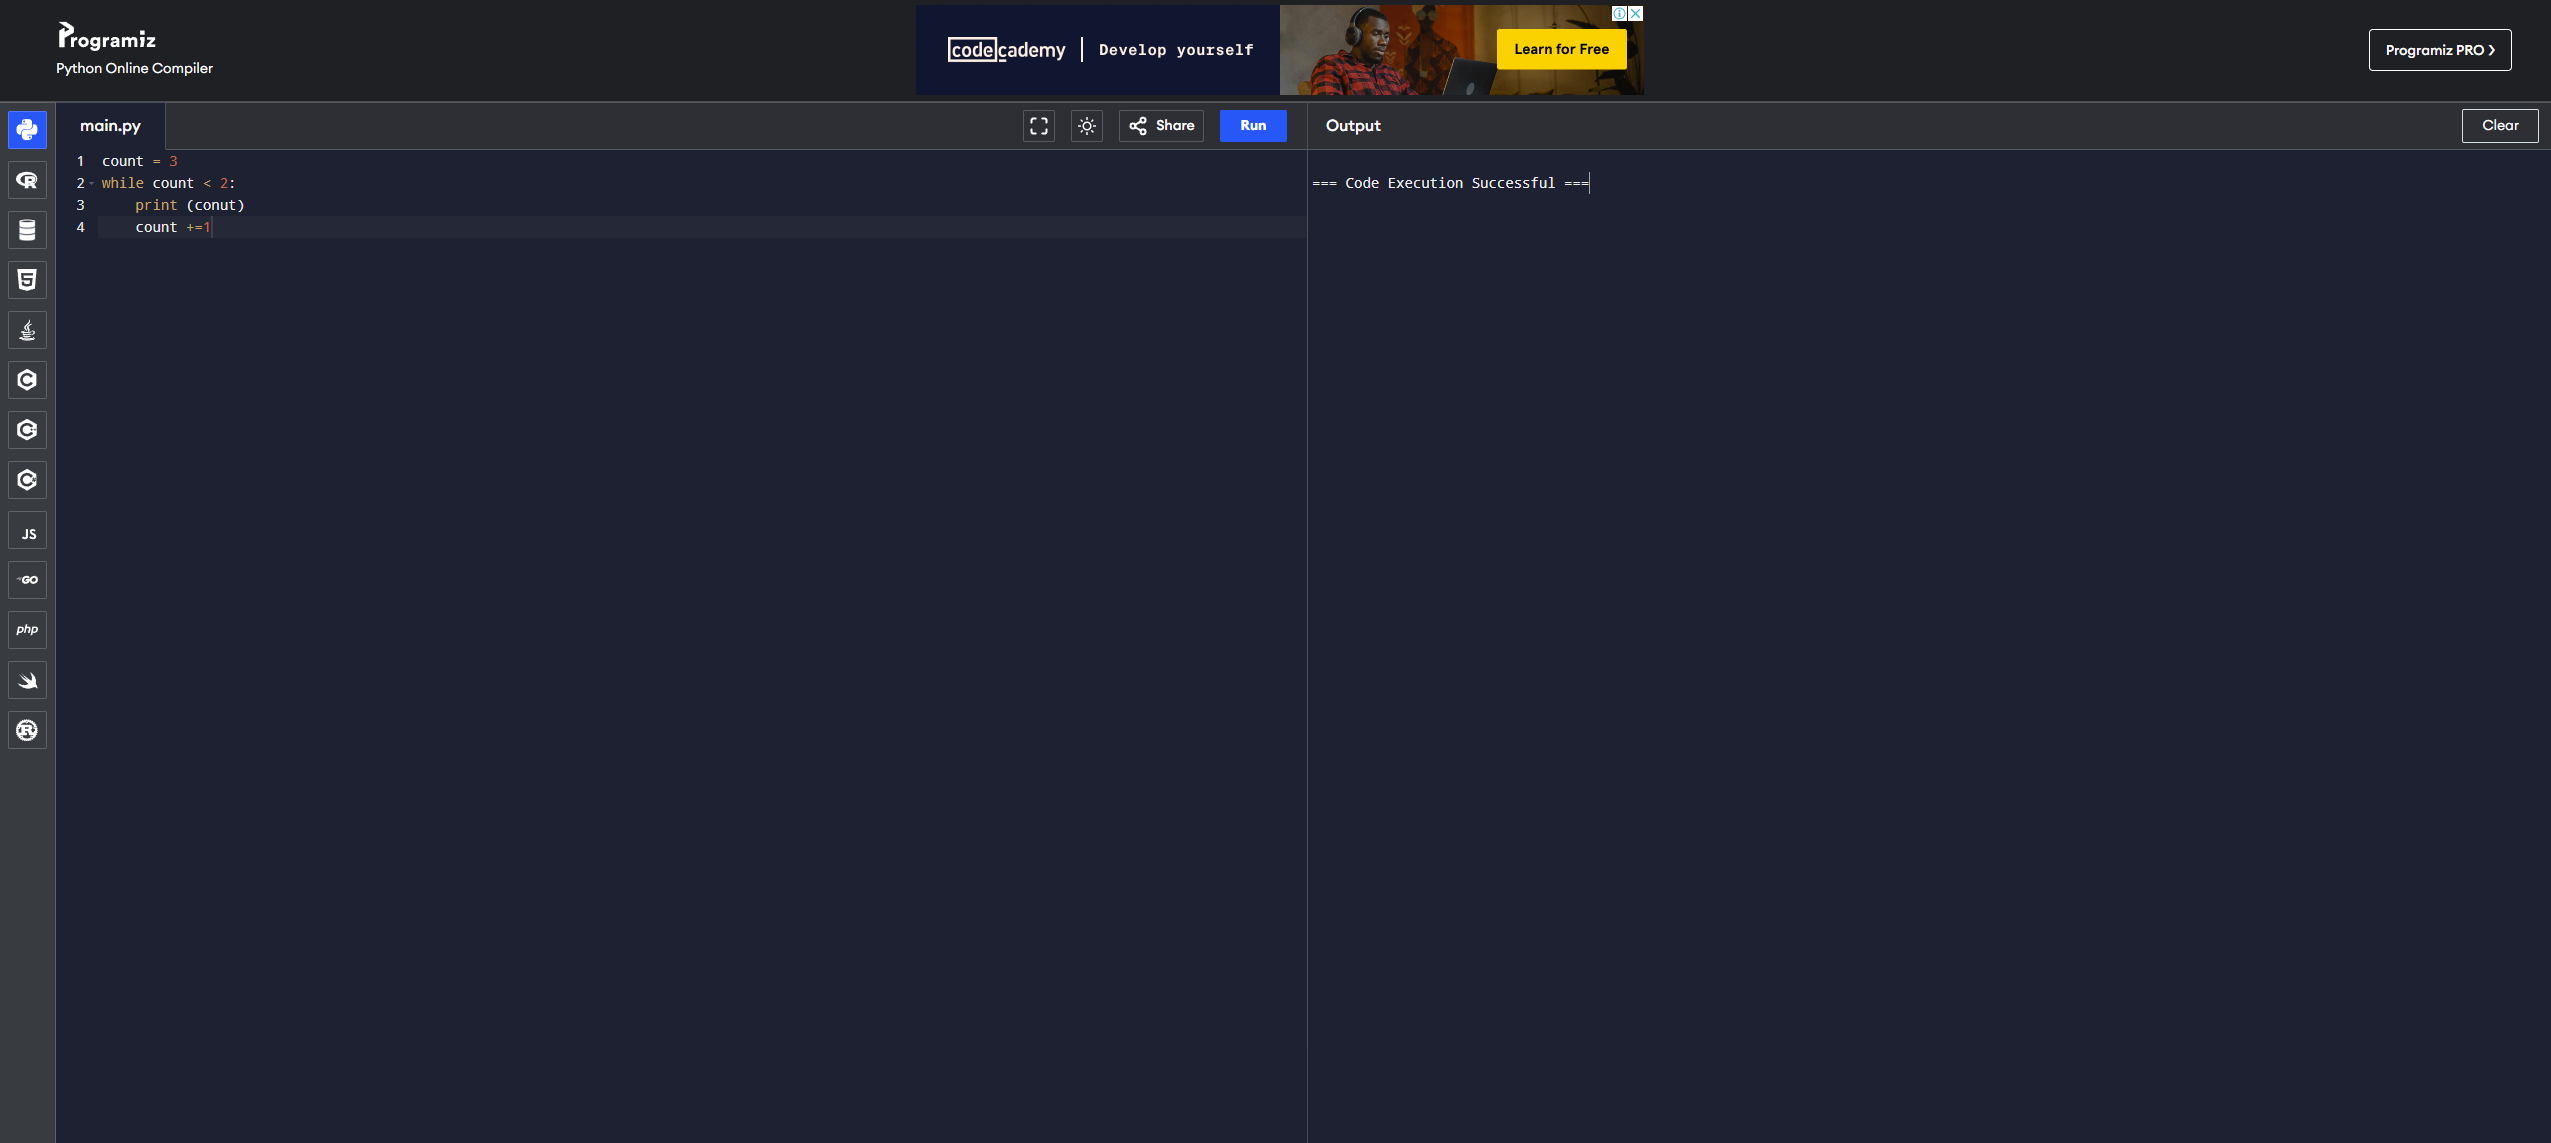 Programiz
Python Online Compiler
codecademy | Develop yourself
Learn for Free
Programiz PRO >
main.py
Share
Run
Output
Clear
1 count = 3
2 while count < 2:
3 print (conut)
4 count +=1
=== Code Execution Successful ===
R
5
C
C
C
JS
GO
php
R